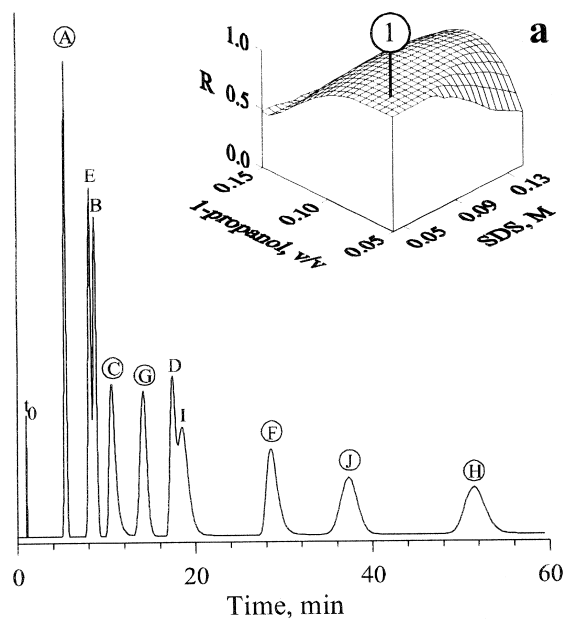 a
1
1.0
R 0.5
0.0
0.15
0.10
0.05
1-propanol, v/v
0.05
0.09
0.13
SDS, M
A
E
B
C
G
D
I
F
J
H
t0
0 20 40 60
Time, min